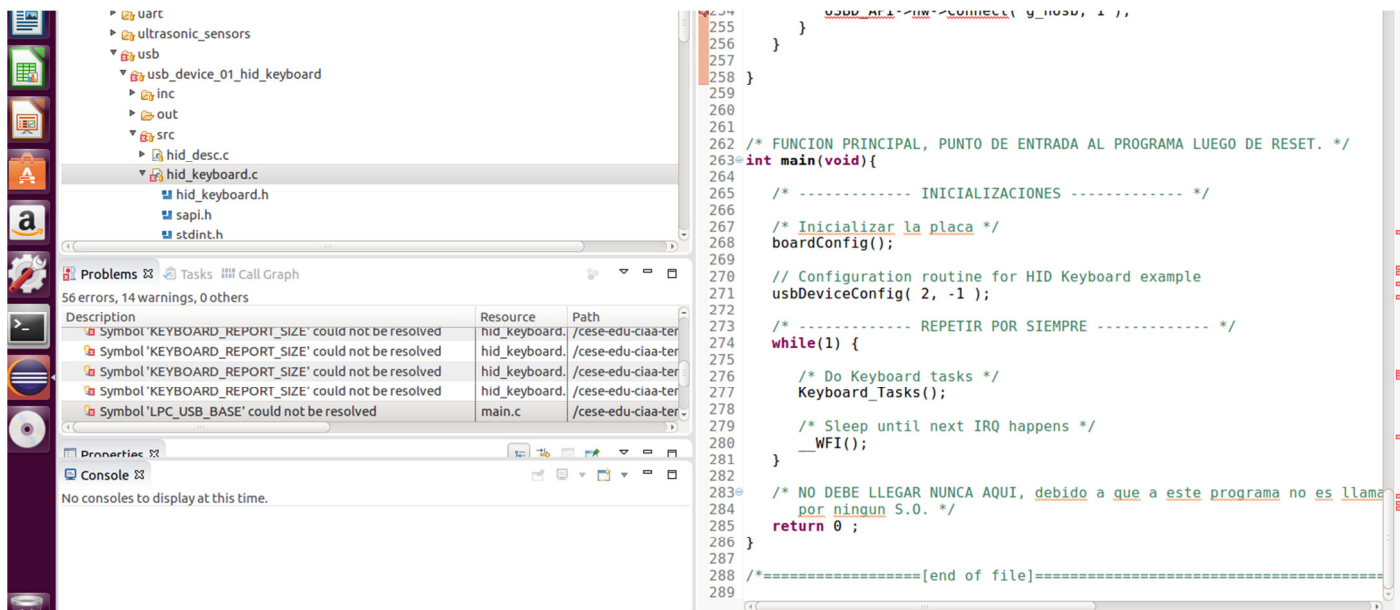 uart
ultrasonic_sensors
usb
usb_device_01_hid_keyboard
inc
out
src
hid_desc.c
hid_keyboard.c
hid_keyboard.h
sapi.h
stdint.h
Problems Tasks Call Graph
56 errors, 14 warnings, 0 others
Description Resource Path
Symbol 'KEYBOARD_REPORT_SIZE' could not be resolved hid_keyboard. /cese-edu-ciaa-ter
Symbol 'KEYBOARD_REPORT_SIZE' could not be resolved hid_keyboard. /cese-edu-ciaa-ter
Symbol 'KEYBOARD_REPORT_SIZE' could not be resolved hid_keyboard. /cese-edu-ciaa-ter
Symbol 'KEYBOARD_REPORT_SIZE' could not be resolved hid_keyboard. /cese-edu-ciaa-ter
Symbol 'LPC_USB_BASE' could not be resolved main.c /cese-edu-ciaa-ter
Properties
Console
No consoles to display at this time.
254 USBD_API->hw->Connect( g_hUsb, 1 );
255 }
256 }
257
258 }
259
260
261
262 /* FUNCION PRINCIPAL, PUNTO DE ENTRADA AL PROGRAMA LUEGO DE RESET. */
263 int main(void){
264
265 /* ------------- INICIALIZACIONES ------------- */
266
267 /* Inicializar la placa */
268 boardConfig();
269
270 // Configuration routine for HID Keyboard example
271 usbDeviceConfig( 2, -1 );
272
273 /* ------------- REPETIR POR SIEMPRE ------------- */
274 while(1) {
275
276 /* Do Keyboard tasks */
277 Keyboard_Tasks();
278
279 /* Sleep until next IRQ happens */
280 __WFI();
281 }
282
283 /* NO DEBE LLEGAR NUNCA AQUI, debido a que a este programa no es llama
284 por ningun S.O. */
285 return 0 ;
286 }
287
288 /*==================[end of file]========================================
289